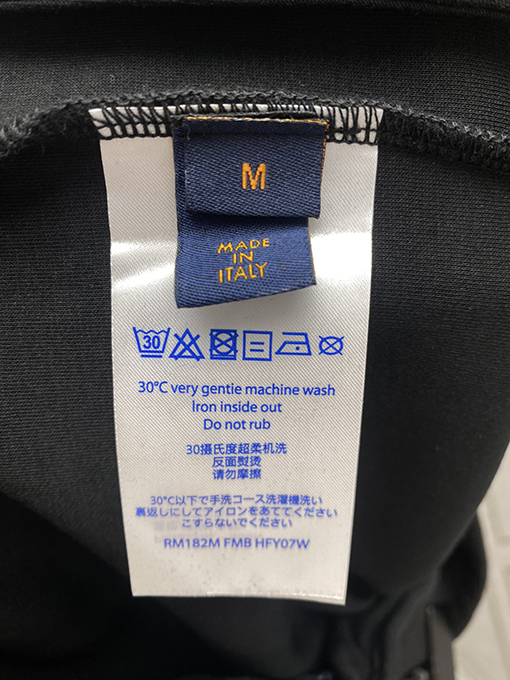 M
MADE
IN
ITALY
30
30°C very gentie machine wash
Iron inside out
Do not rub
30摄氏度超柔机洗
反面熨烫
请勿摩擦
30°C以下で手洗コース洗濯機洗い
裏返しにしてアイロンをあててください
こすらないでください
RM182M FMB HFY07W